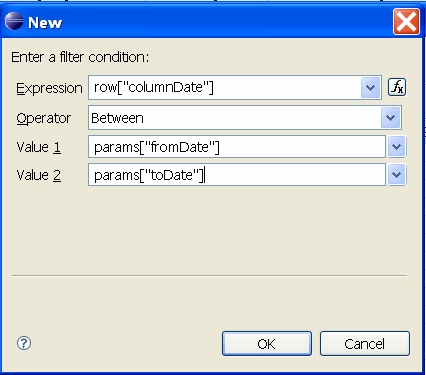 New
Enter a filter condition:
Expression row["columnDate"] fx
Operator Between
Value 1 params["fromDate"]
Value 2 params["toDate"]
? OK Cancel